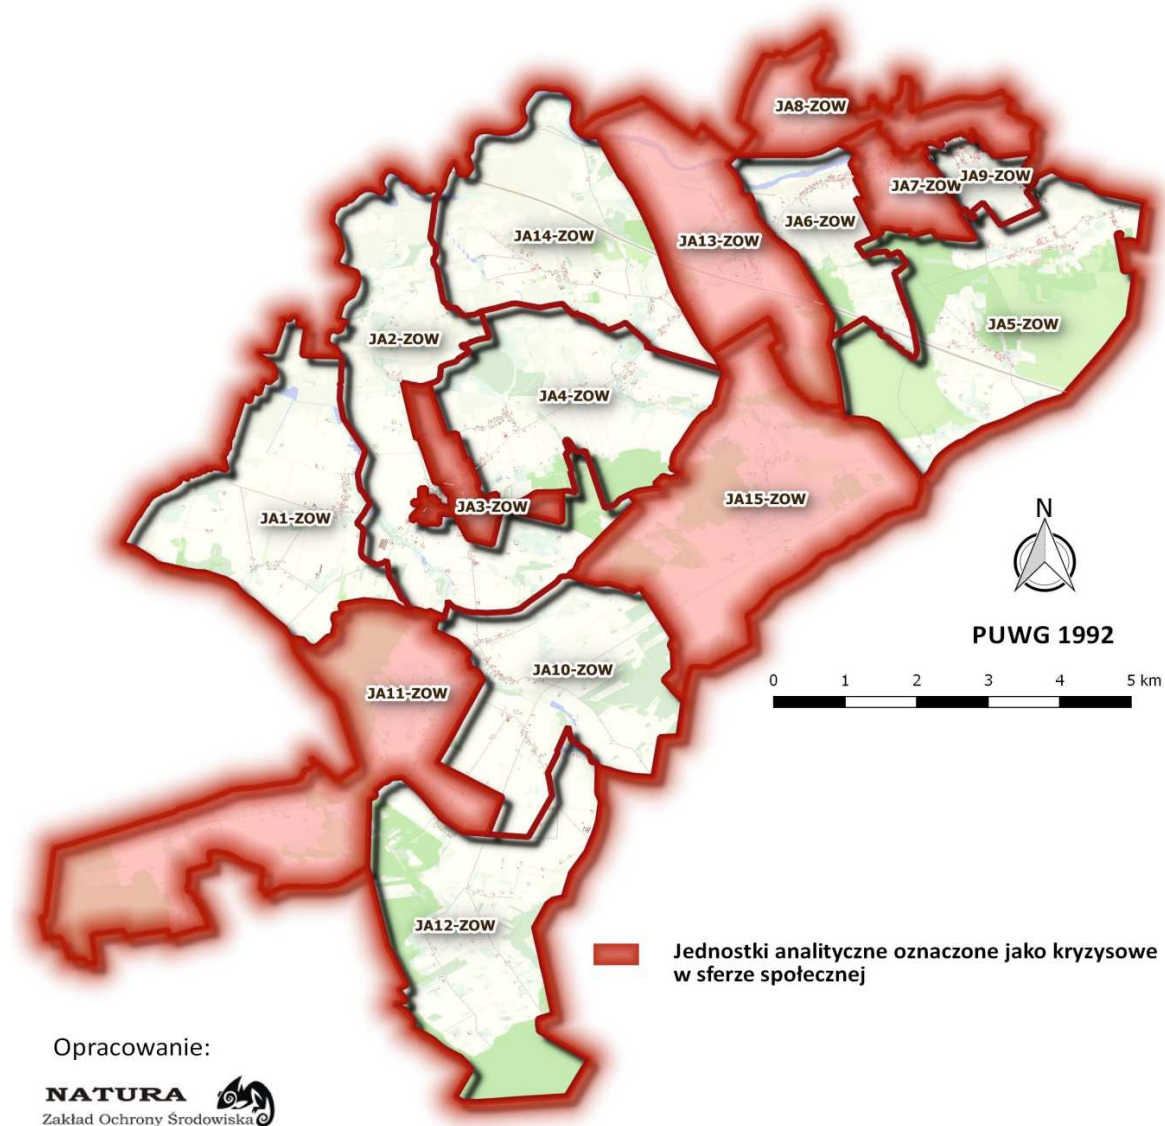 JA8-ZOW
JA7-ZOW
JA9-ZOW
JA6-ZOW
JA14-ZOW
JA13-ZOW
JA2-ZOW
JA5-ZOW
JA4-ZOW
JA1-ZOW
JA3-ZOW
JA15-ZOW
N
PUWG 1992
JA10-ZOW
0 1 2 3 4 5 km
JA11-ZOW
JA12-ZOW
Jednostki analityczne oznaczone jako kryzysowe
w sferze społecznej
Opracowanie:
NATURA
Zakład Ochrony Środowiska